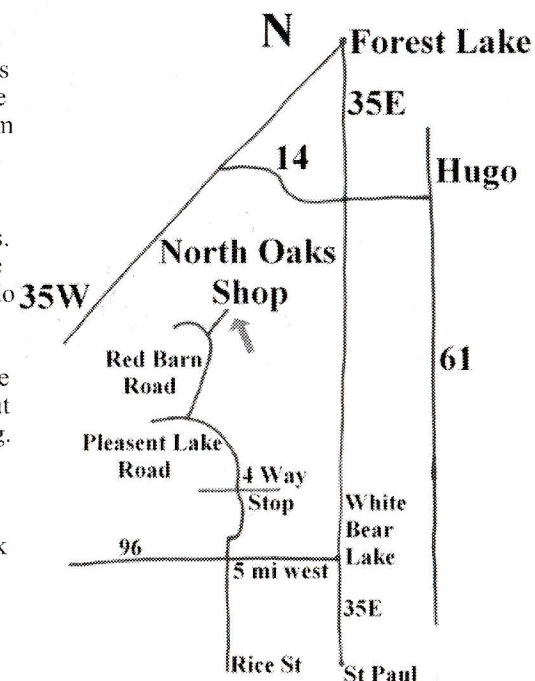 N
Forest Lake
35E
14
Hugo
North Oaks
Shop
35W
61
Red Barn
Road
Pleasent Lake
Road
4 Way
Stop
White
Bear
Lake
96
5 mi west
35E
Rice St
St Paul